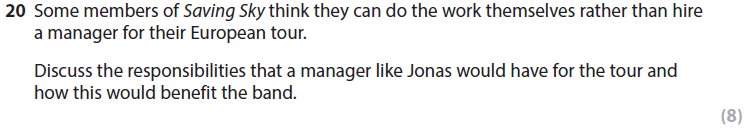 20 Some members of Saving Sky think they can do the work themselves rather than hire
a manager for their European tour.
Discuss the responsibilities that a manager like Jonas would have for the tour and
how this would benefit the band.
(8)